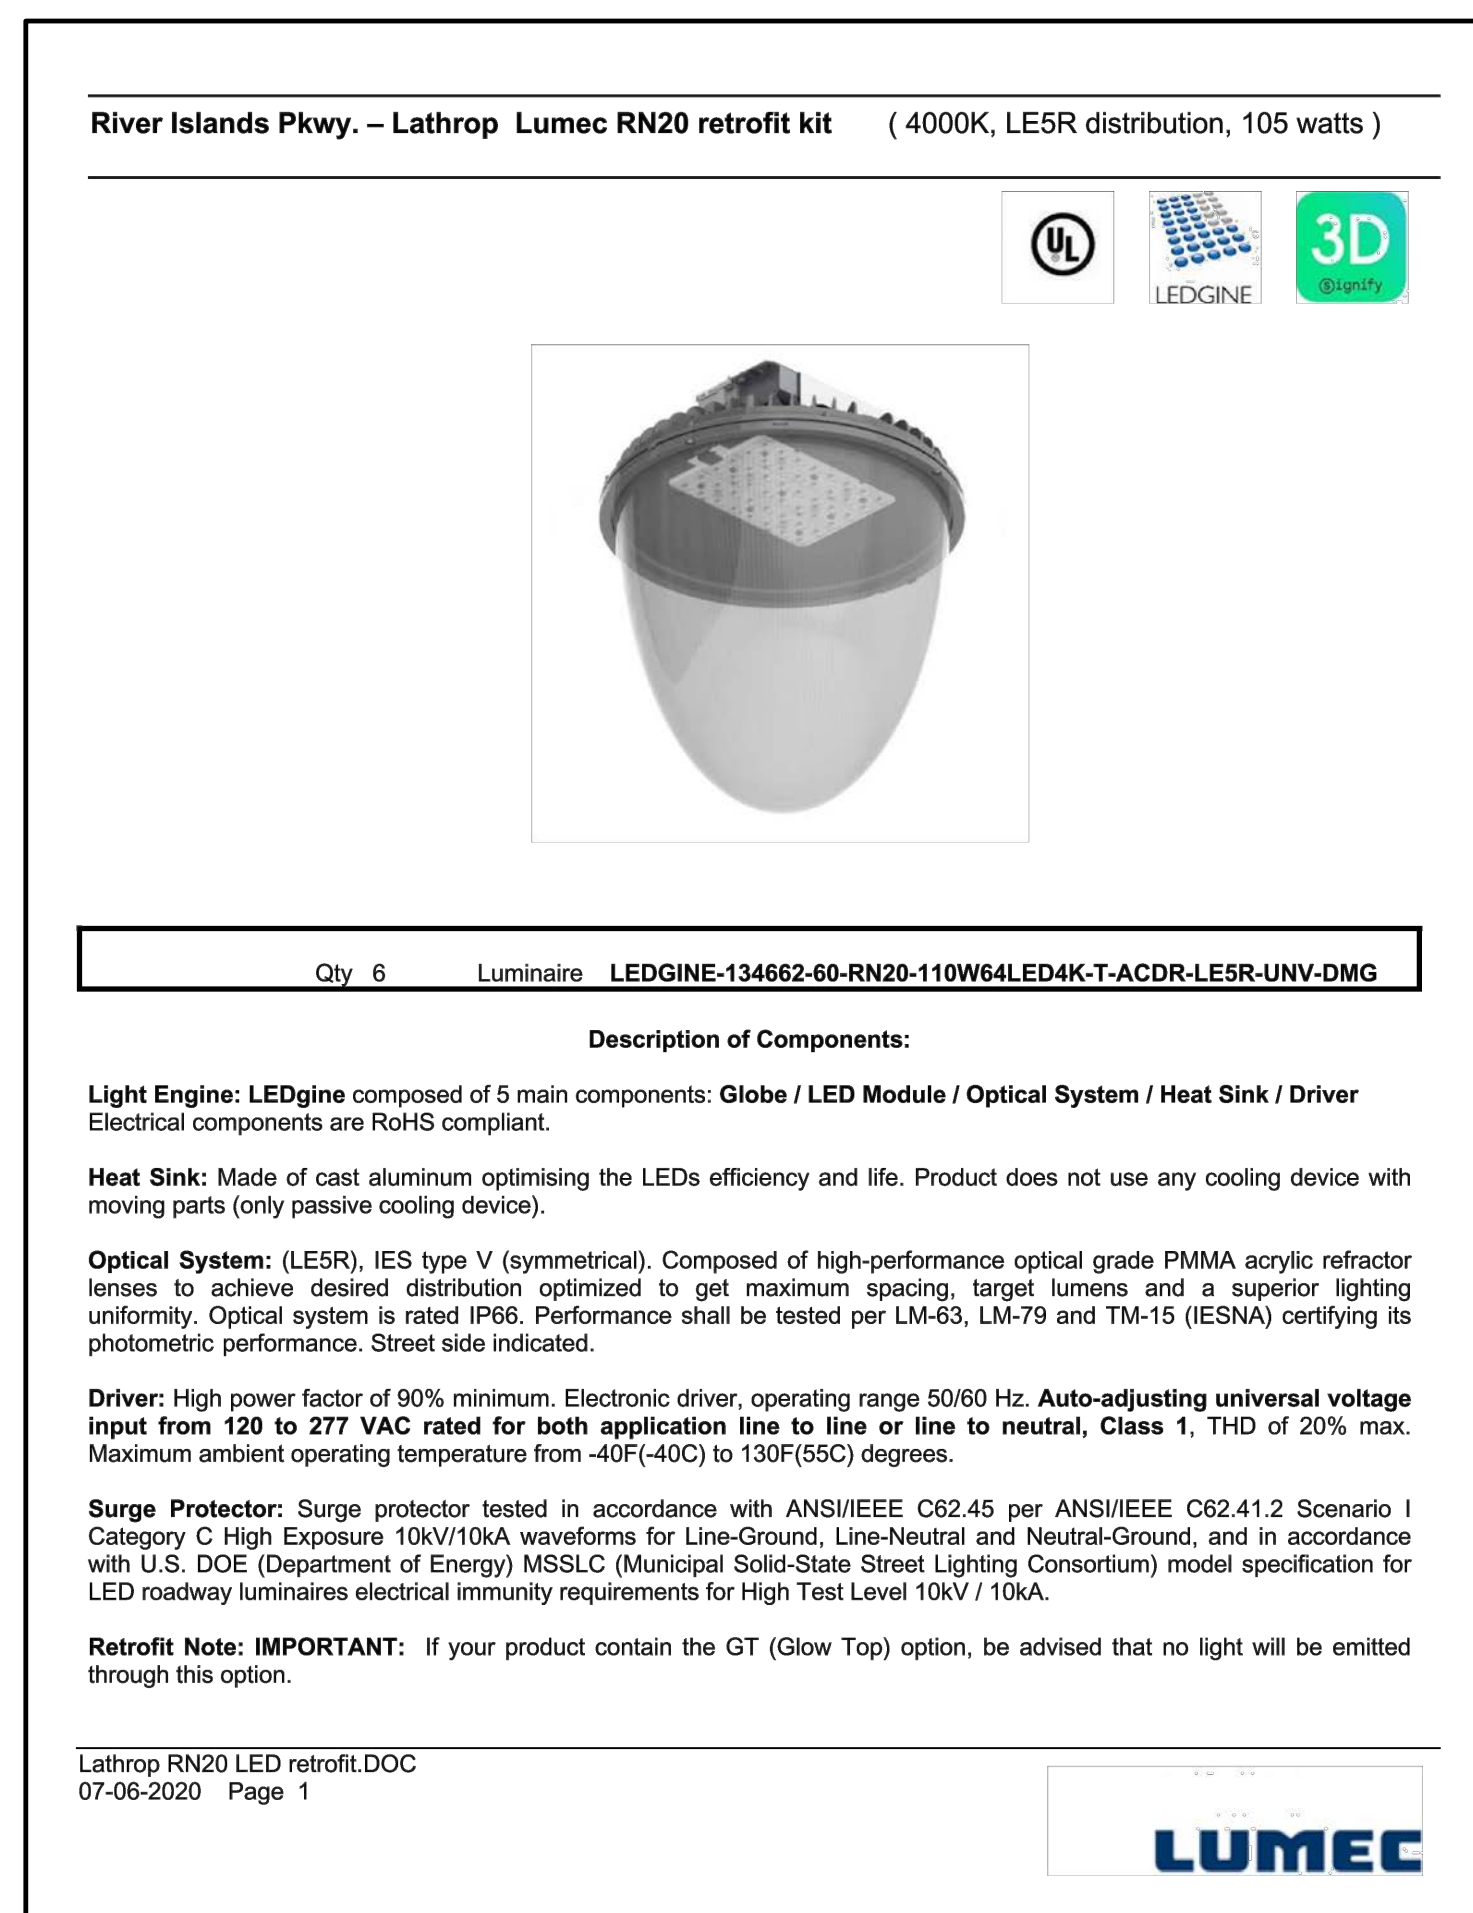 River Islands Pkwy. – Lathrop  Lumec RN20 retrofit kit  ( 4000K, LE5R distribution, 105 watts )
UL
LEDGINE
3D
Signify
Qty  6  Luminaire  LEDGINE-134662-60-RN20-110W64LED4K-T-ACDR-LE5R-UNV-DMG
Description of Components:
Light Engine: LEDgine composed of 5 main components: Globe / LED Module / Optical System / Heat Sink / Driver
Electrical components are RoHS compliant.
Heat Sink: Made of cast aluminum optimising the LEDs efficiency and life. Product does not use any cooling device with
moving parts (only passive cooling device).
Optical System: (LE5R), IES type V (symmetrical). Composed of high-performance optical grade PMMA acrylic refractor
lenses to achieve desired distribution optimized to get maximum spacing, target lumens and a superior lighting
uniformity. Optical system is rated IP66. Performance shall be tested per LM-63, LM-79 and TM-15 (IESNA) certifying its
photometric performance. Street side indicated.
Driver: High power factor of 90% minimum. Electronic driver, operating range 50/60 Hz. Auto-adjusting universal voltage
input from 120 to 277 VAC rated for both application line to line or line to neutral, Class 1, THD of 20% max.
Maximum ambient operating temperature from -40F(-40C) to 130F(55C) degrees.
Surge Protector: Surge protector tested in accordance with ANSI/IEEE C62.45 per ANSI/IEEE C62.41.2 Scenario I
Category C High Exposure 10kV/10kA waveforms for Line-Ground, Line-Neutral and Neutral-Ground, and in accordance
with U.S. DOE (Department of Energy) MSSLC (Municipal Solid-State Street Lighting Consortium) model specification for
LED roadway luminaires electrical immunity requirements for High Test Level 10kV / 10kA.
Retrofit Note: IMPORTANT:  If your product contain the GT (Glow Top) option, be advised that no light will be emitted
through this option.
Lathrop RN20 LED retrofit.DOC
07-06-2020  Page  1
LUMEC